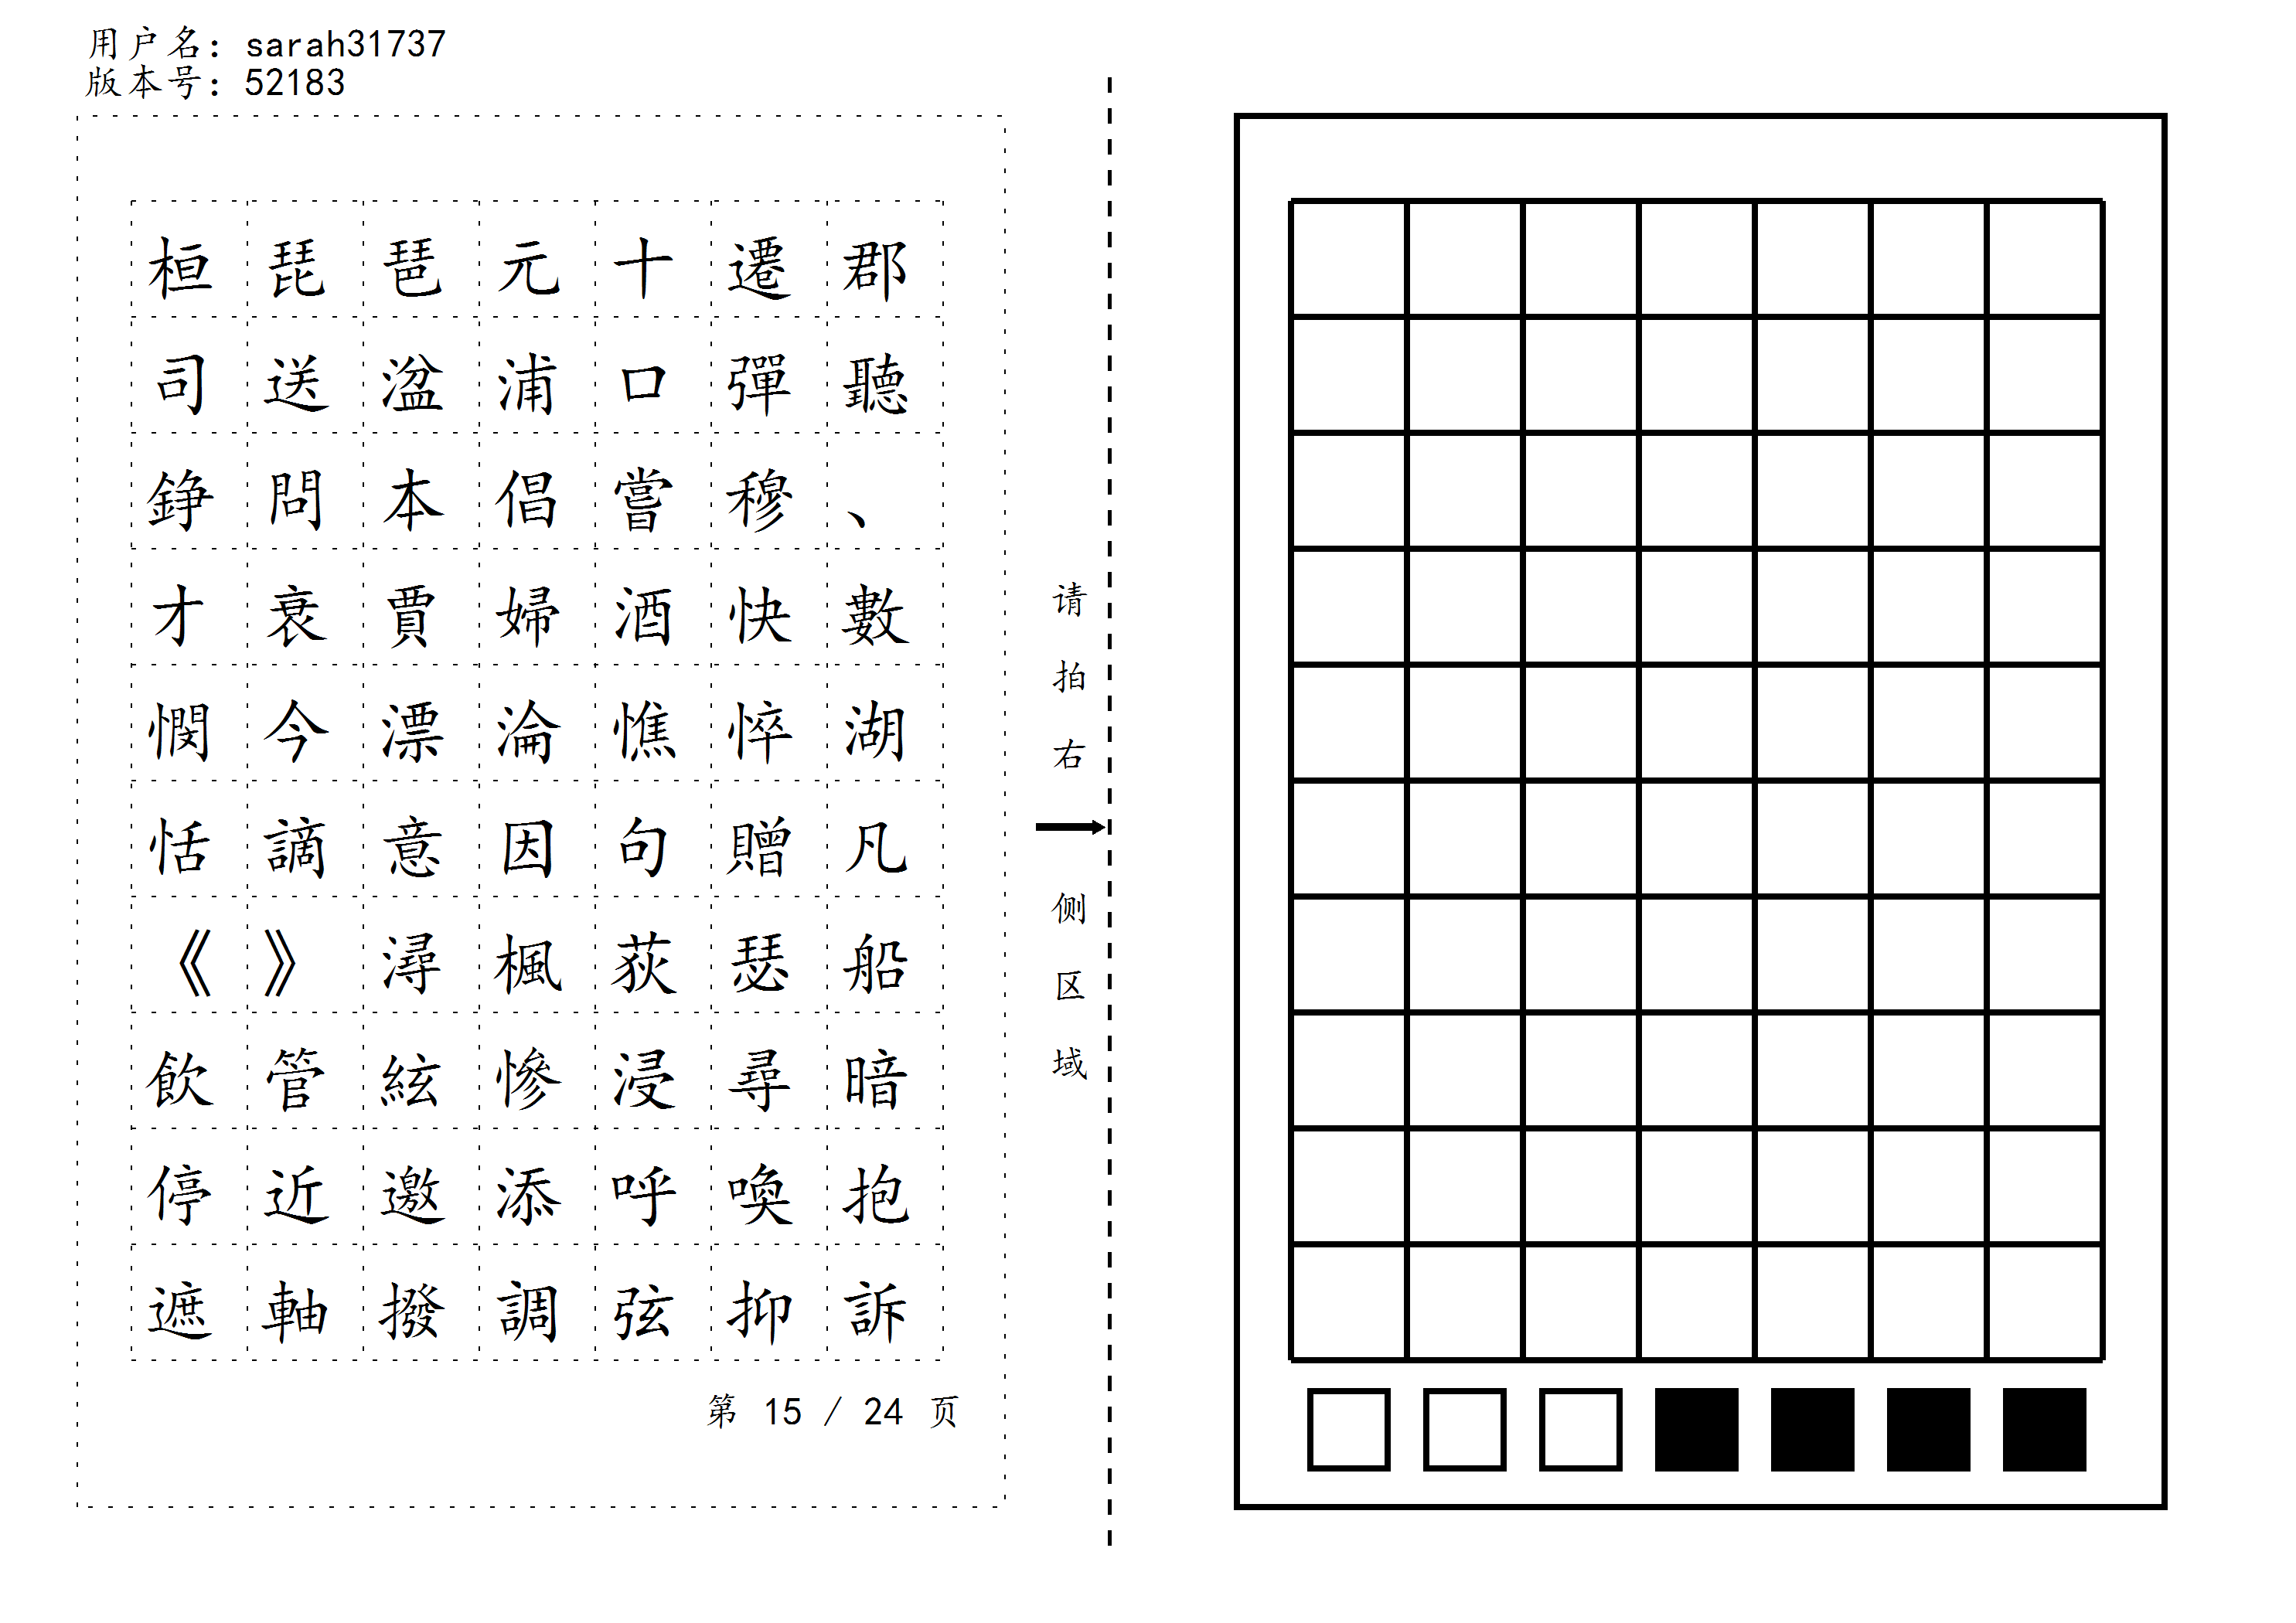 用户名: sarah31737
版本号: 52183
桓琵琶元十遷郡
司送湓浦口彈聽
錚問本倡嘗穆、
才衰賈婦酒快數
憫今漂淪憔悴湖
恬謫意因句贈凡
《》潯楓荻瑟船
飲管絃慘浸尋暗
停近邀添呼喚抱
遮軸撥調弦抑訴
第 15 / 24 页
请拍右侧区域